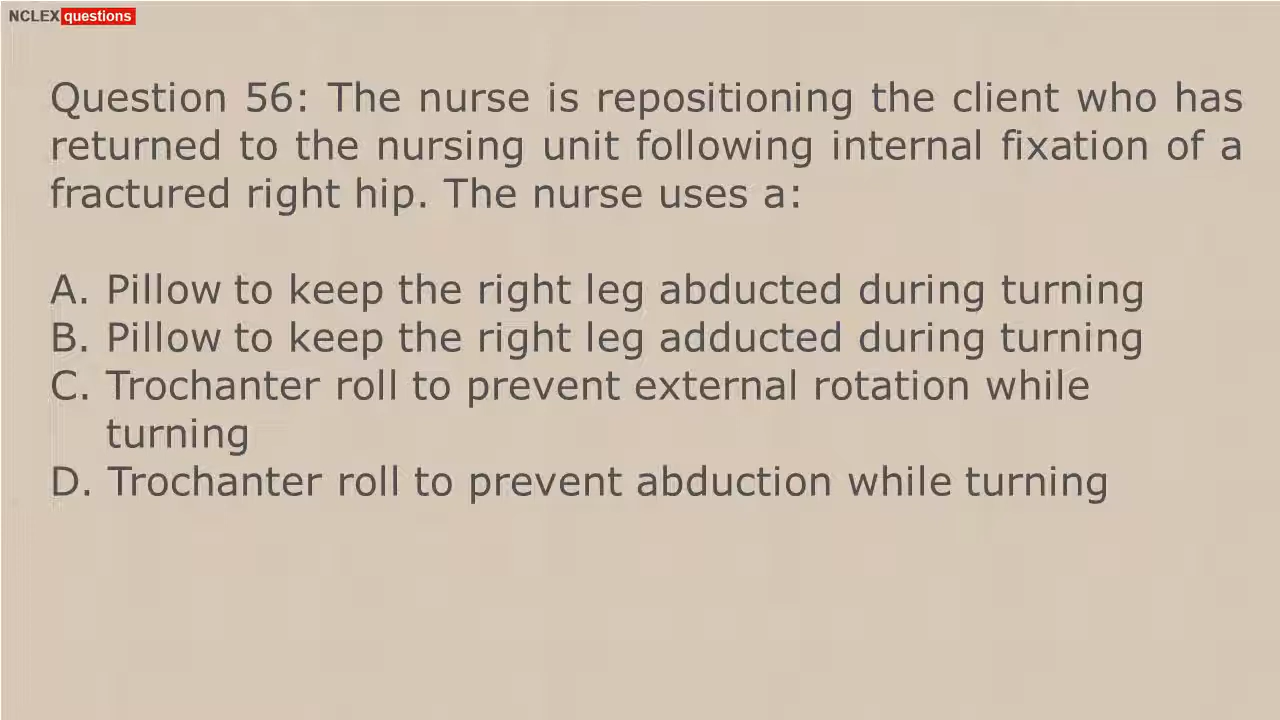 NCLEX questions
Question 56: The nurse is repositioning the client who has
returned to the nursing unit following internal fixation of a
fractured right hip. The nurse uses a:
A. Pillow to keep the right leg abducted during turning
B. Pillow to keep the right leg adducted during turning
C. Trochanter roll to prevent external rotation while
turning
D. Trochanter roll to prevent abduction while turning